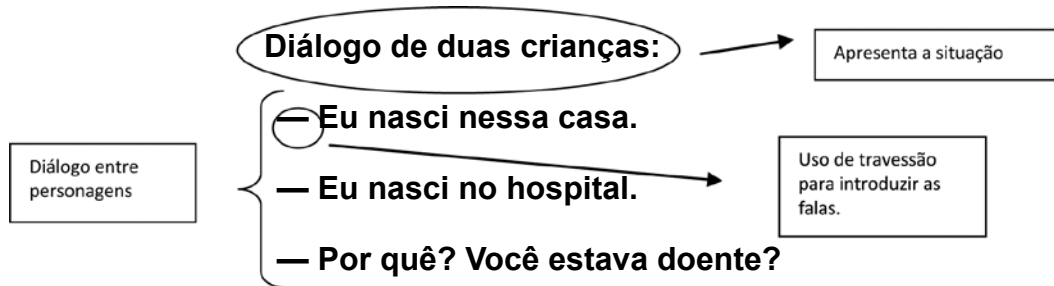 Diálogo de duas crianças:
Apresenta a situação
— Eu nasci nessa casa.
Diálogo entre
personagens
— Eu nasci no hospital.
Uso de travessão
para introduzir as
falas.
— Por quê? Você estava doente?